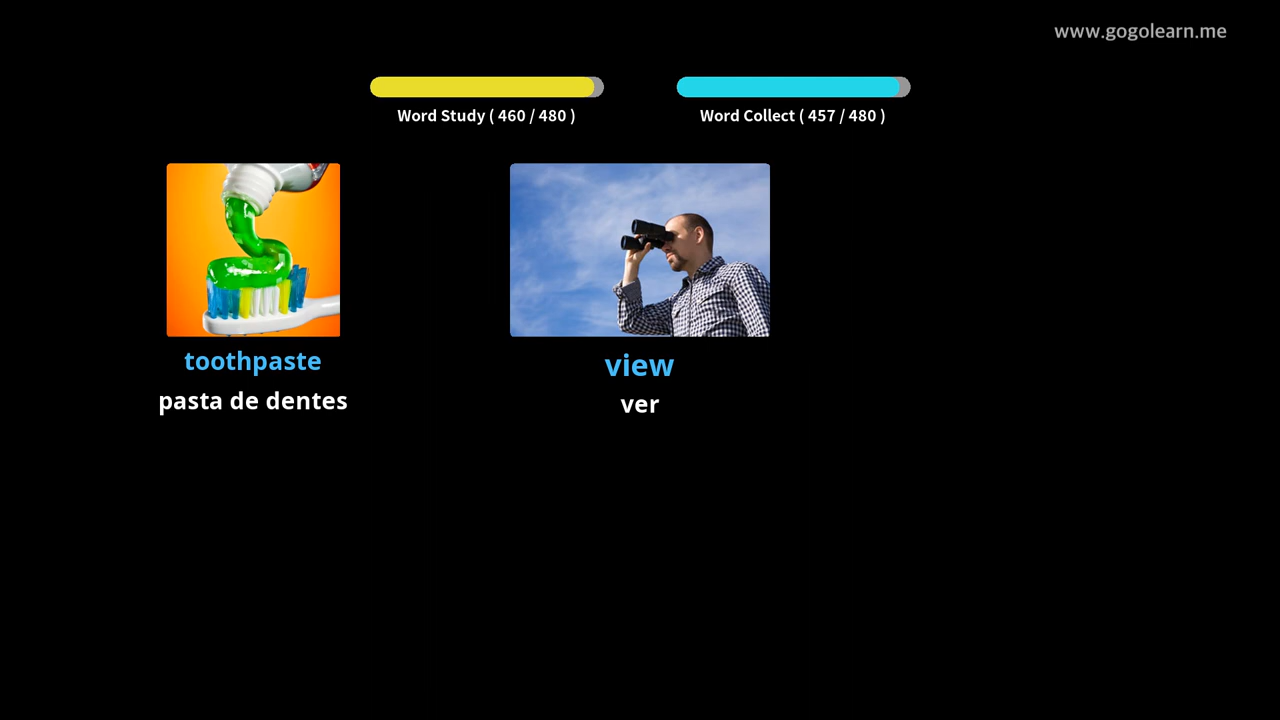 www.gogolearn.me
Word Study ( 460 / 480 )
Word Collect ( 457 / 480 )
toothpaste
pasta de dentes
view
ver